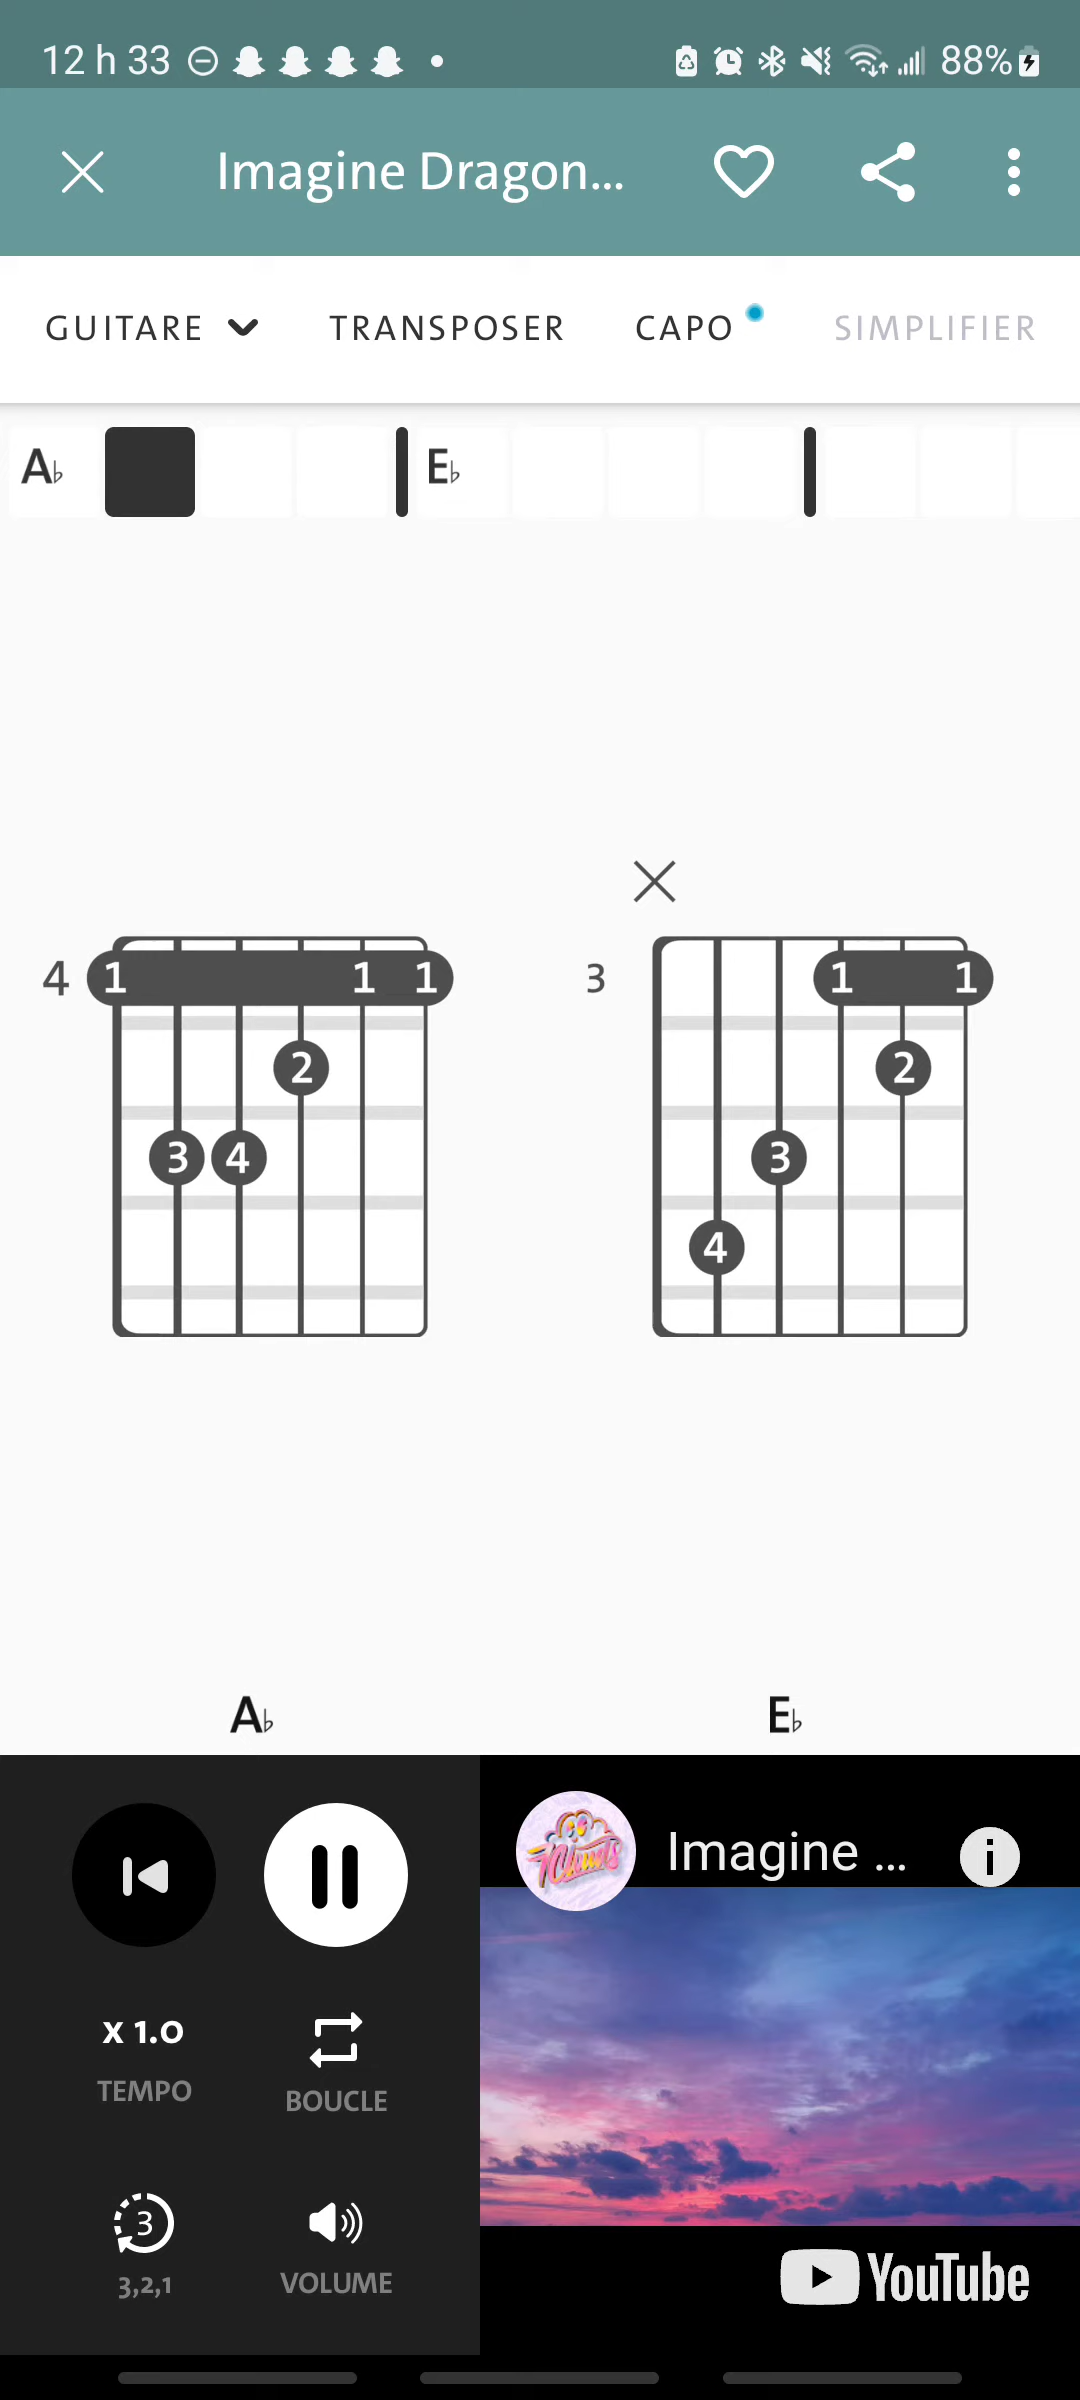 12 h 33 88%
Imagine Dragon...
GUITARE TRANSPOSER CAPO SIMPLIFIER
A♭ E♭
4 1 1 1 3 1 1
2 2
3 4 3
4
A♭ E♭
Imagine ...
x 1.0
TEMPO BOUCLE
3
3,2,1 VOLUME
YouTube